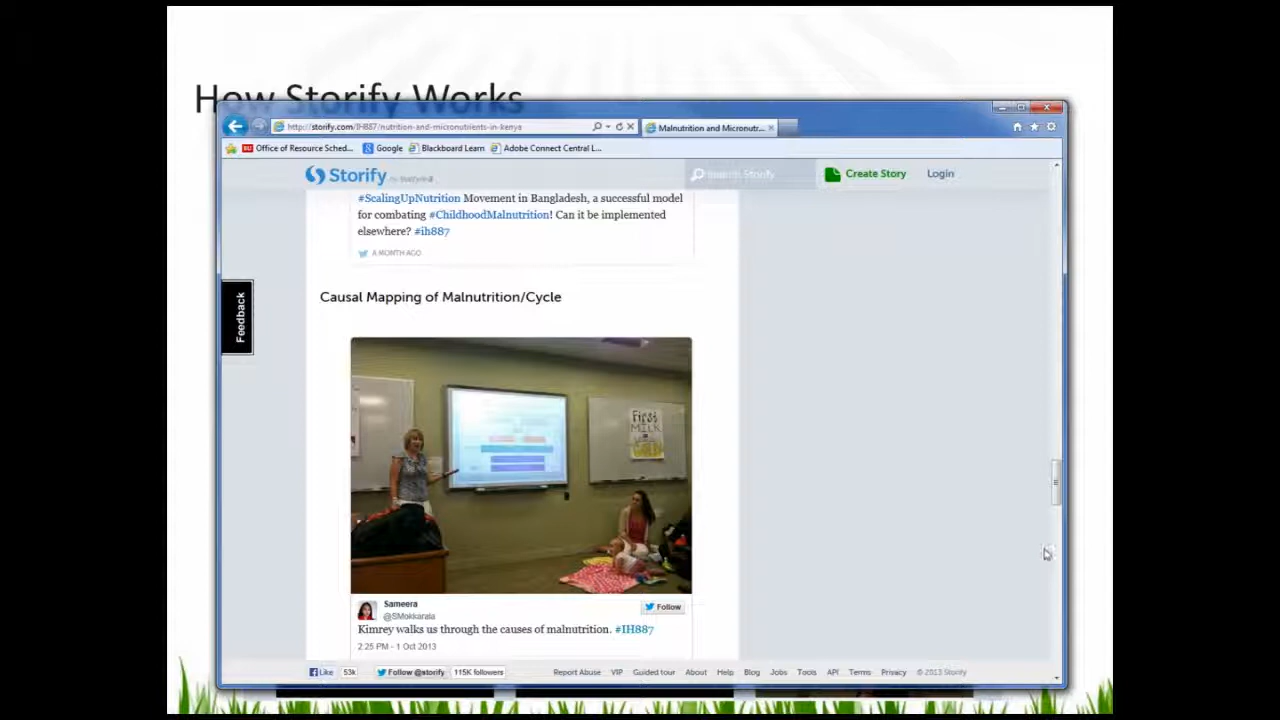 How Storify Works
http://storify.com/IH887/nutrition-and-micronutrients-in-kenya
Malnutrition and Micronutr...
Office of Resource Sched...
Google
Blackboard Learn
Adobe Connect Central L...
Storify
Search Storify
Create Story
Login
#ScalingUpNutrition Movement in Bangladesh, a successful model
for combating #ChildhoodMalnutrition! Can it be implemented
elsewhere? #ih887
A MONTH AGO
Feedback
Causal Mapping of Malnutrition/Cycle
First
MILK
Sameera
@SMokkarala
Follow
Kimrey walks us through the causes of malnutrition. #IH887
2:25 PM - 1 Oct 2013
Like
53k
Follow @storify
115K followers
Report Abuse
VIP
Guided tour
About
Help
Blog
Jobs
Tools
API
Terms
Privacy
© 2013 Storify